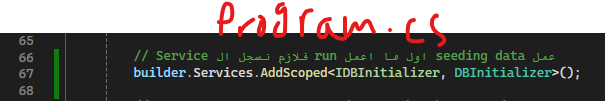 Program.cs
65
66 // Service فلازم نسجل ال run اول ما اعمل seeding data عمل
67 builder.Services.AddScoped<IDBInitializer, DBInitializer>();
68